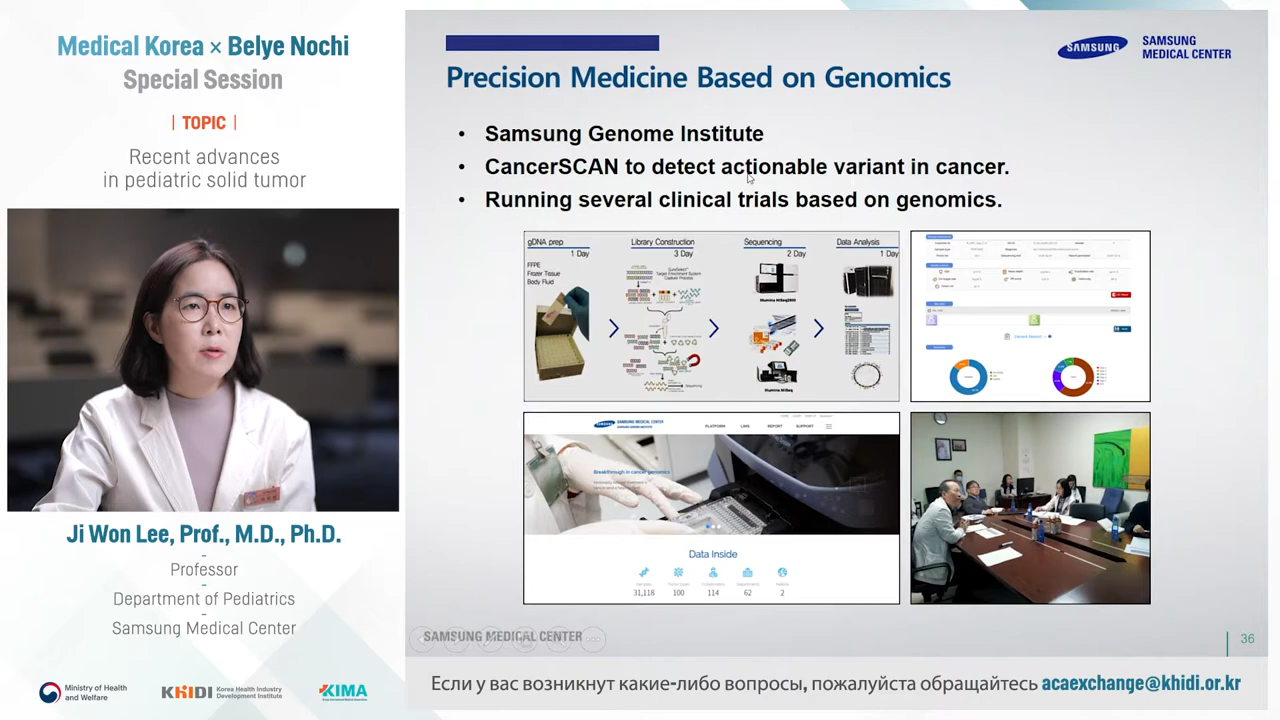 Medical Korea × Belye Nochi
Special Session
| TOPIC |
Recent advances
in pediatric solid tumor
Ji Won Lee, Prof., M.D., Ph.D.
-
Professor
-
Department of Pediatrics
-
Samsung Medical Center
Ministry of Health
and Welfare
KHIDI Korea Health Industry
Development Institute
KIMA
SAMSUNG
SAMSUNG
MEDICAL CENTER
Precision Medicine Based on Genomics
• Samsung Genome Institute
• CancerSCAN to detect actionable variant in cancer.
• Running several clinical trials based on genomics.
gDNA prep
1 Day
FFPE
Frozer Tissue
Body Fluid
Library Construction
3 Day
Sequencing
2 Day
Data Analysis
1 Day
SAMSUNG MEDICAL CENTER
PLATFORM LIMS REPORT SUPPORT
Breakthrough in cancer genomics
Data Inside
31,118 100 114 62 2
SAMSUNG MEDICAL CENTER
36
Если у вас возникнут какие-либо вопросы, пожалуйста обращайтесь acaexchange@khidi.or.kr